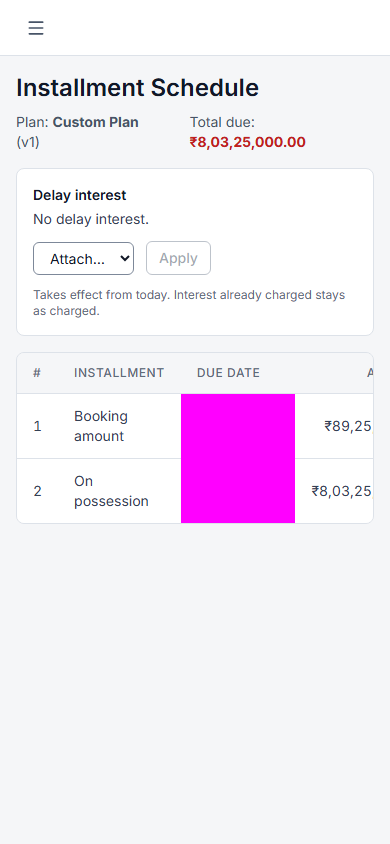 Installment Schedule
Plan: Custom Plan (v1)
Total due: ₹8,03,25,000.00
Delay interest
No delay interest.
Attach... Apply
Takes effect from today. Interest already charged stays
as charged.
# INSTALLMENT DUE DATE
1 Booking amount ₹89,25
2 On possession ₹8,03,25